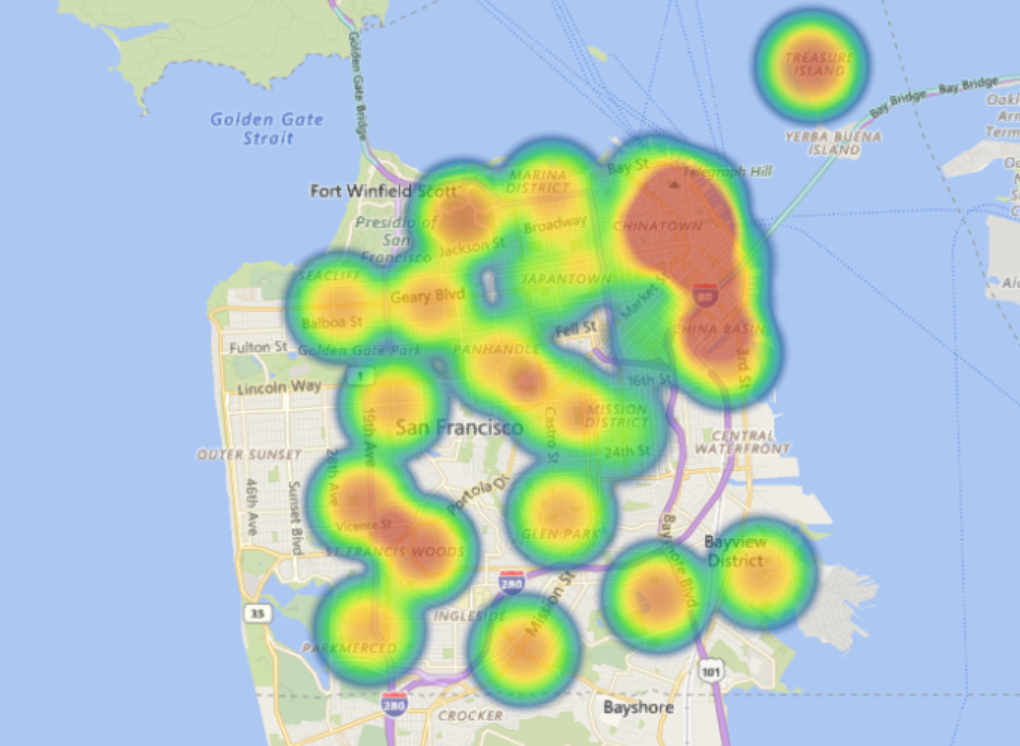 TREASURE
ISLAND
Golden Gate Bridge
Bay Bridge
Bay Bridge
Golden Gate
Strait
YERBA BUENA
ISLAND
Bay St
Telegraph Hill
MARINA
DISTRICT
Fort Winfield Scott
Presidio of
San
Francisco
Broadway
CHINATOWN
Jackson St
SEACLIFF
JAPANTOWN
Geary Blvd
Market S
80
Balboa St
Fell St
CHINA BASIN
Fulton St
Golden Gate Park
PANHANDLE
3rd St
1
16th St
Lincoln Way
19th Ave
MISSION
DISTRICT
San Francisco
Castro St
CENTRAL
WATERFRONT
OUTER SUNSET
24th St
28th Ave
46th Ave
Sunset Blvd
Portola Dr
Vicente St
GLEN PARK
Bayshore Blvd
Bayview
District
ST FRANCIS WOODS
280
Mission St
35
INGLESIDE
PARKMERCED
101
280
CROCKER
Bayshore